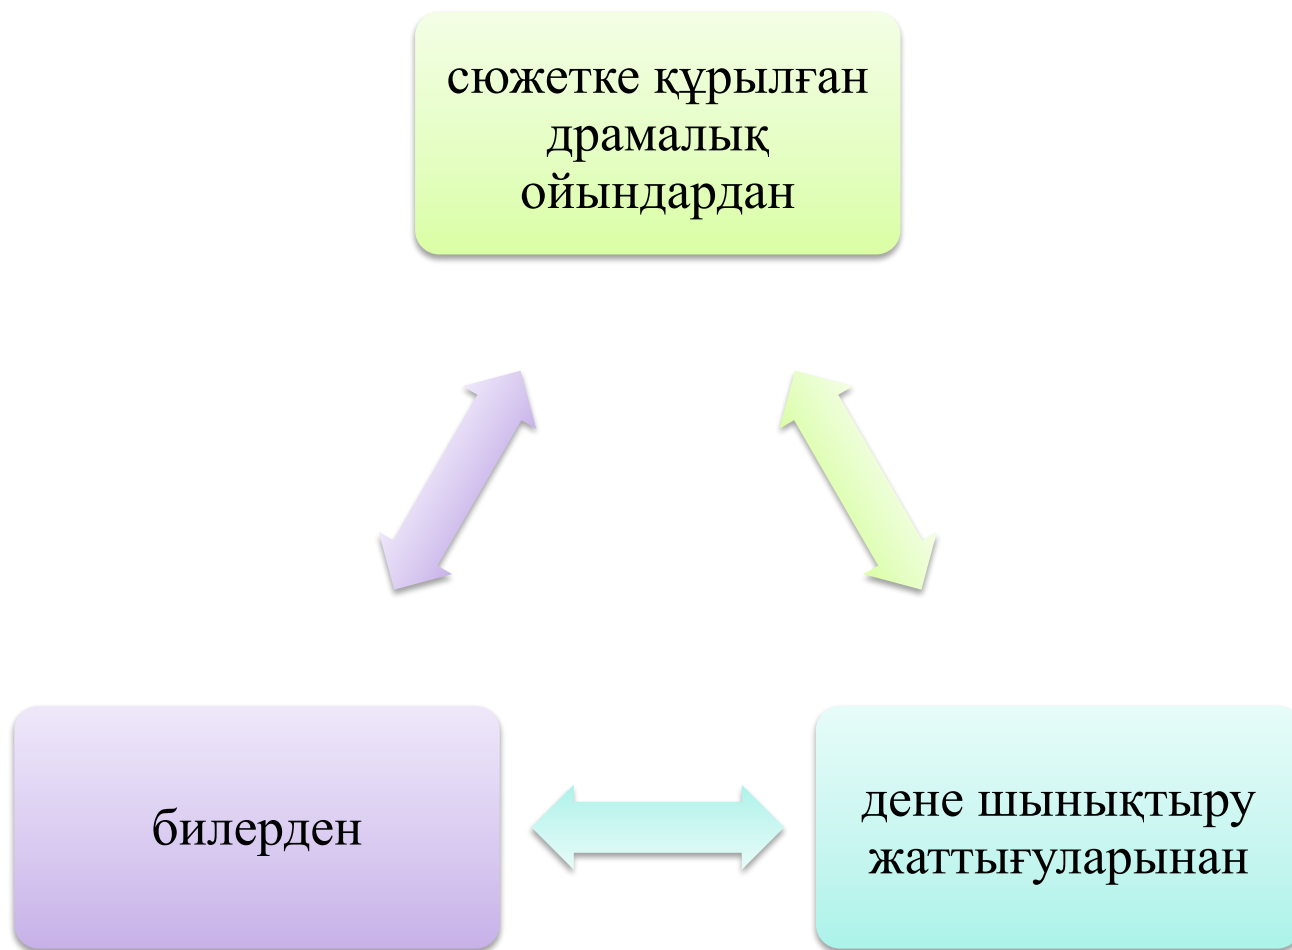 сюжетке құрылған
драмалық
ойындардан
билерден
дене шынықтыру
жаттығуларынан